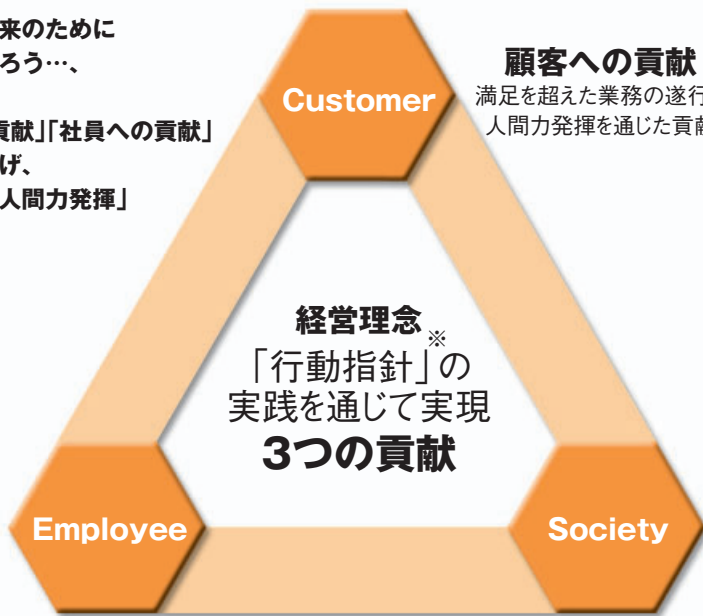 来のために
ろう…、
貢献」「社員への貢献」
げ、
人間力発揮」
Customer
顧客への貢献
満足を超えた業務の遂行
人間力発揮を通じた貢献
経営理念※
「行動指針」の
実践を通じて実現
3つの貢献
Employee
Society